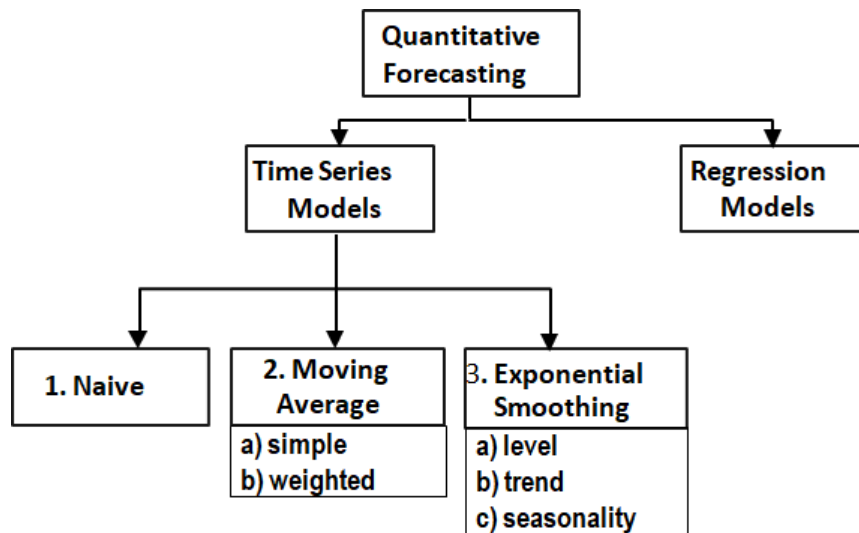 Quantitative
Forecasting
Time Series
Models
Regression
Models
1. Naive
2. Moving
Average
a) simple
b) weighted
3. Exponential
Smoothing
a) level
b) trend
c) seasonality